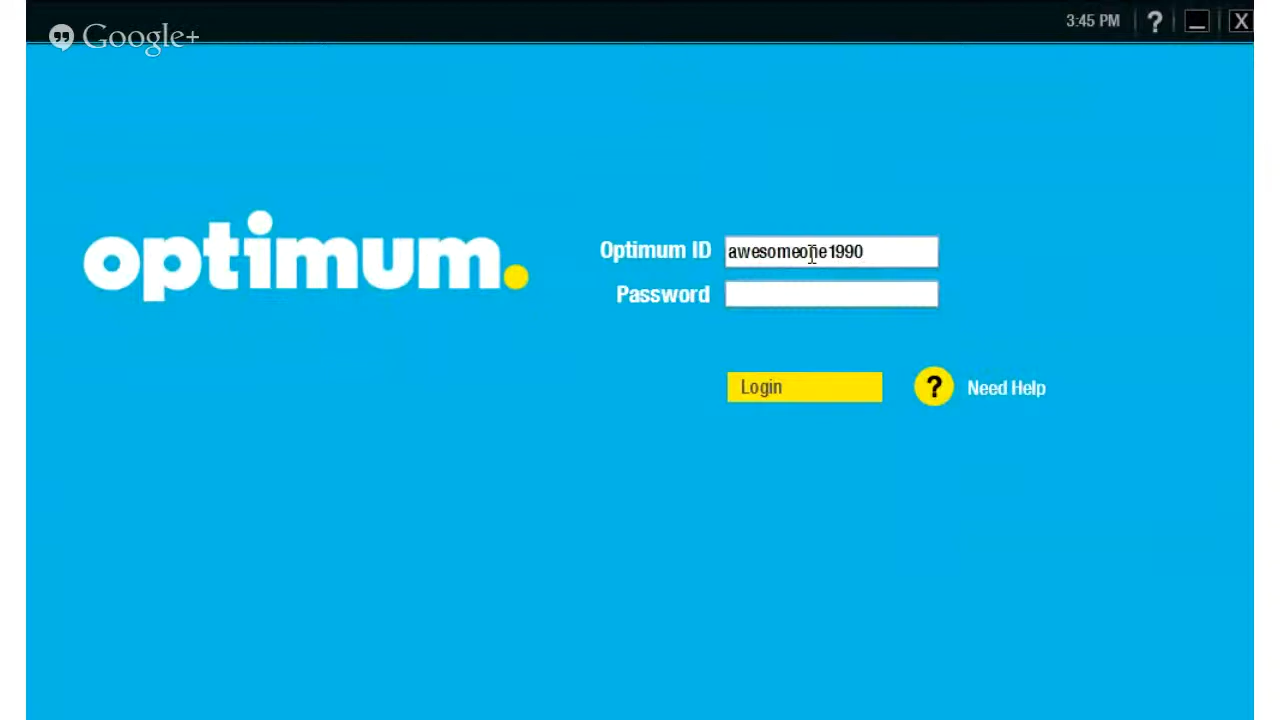 3:45 PM ? _ X
Google+
optimum.
Optimum ID awesomeone1990
Password
Login ? Need Help